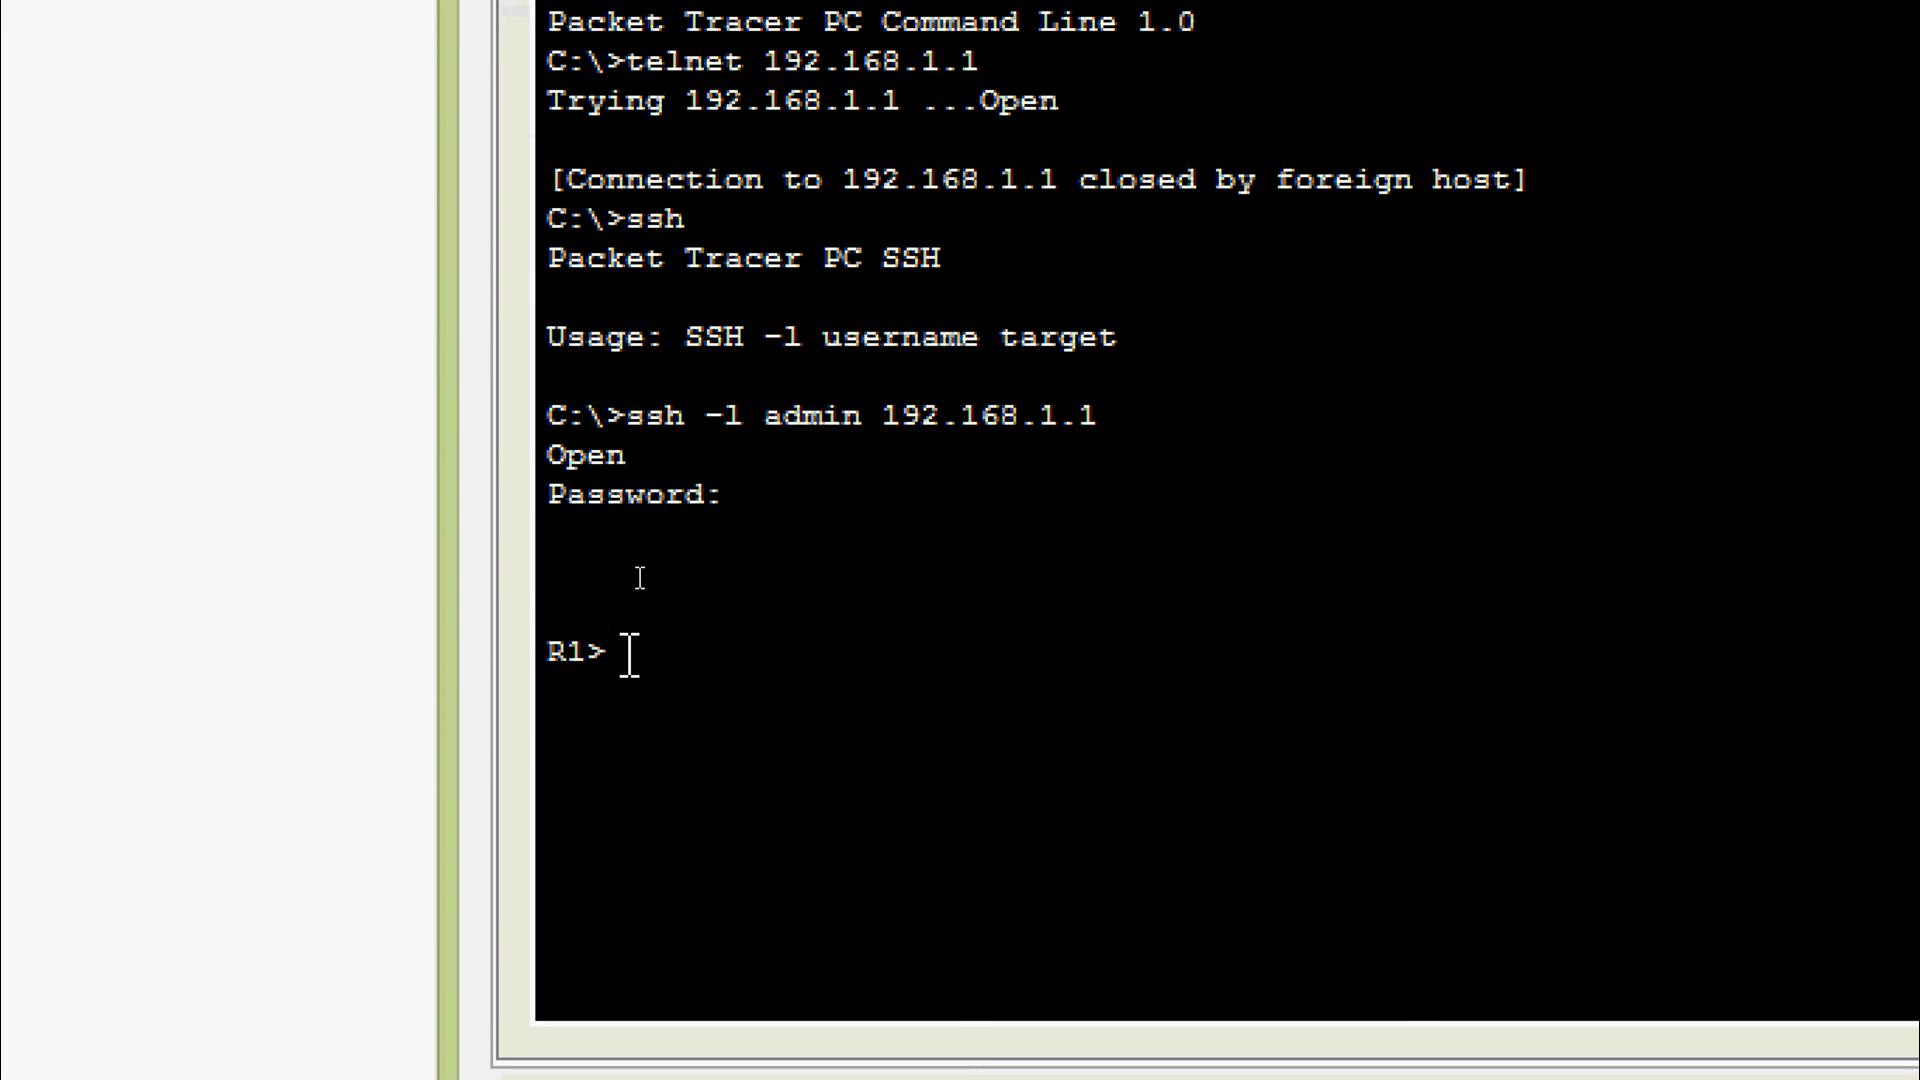 Packet Tracer PC Command Line 1.0
C:\>telnet 192.168.1.1
Trying 192.168.1.1 ...Open
[Connection to 192.168.1.1 closed by foreign host]
C:\>ssh
Packet Tracer PC SSH
Usage: SSH -l username target
C:\>ssh -l admin 192.168.1.1
Open
Password:
R1>